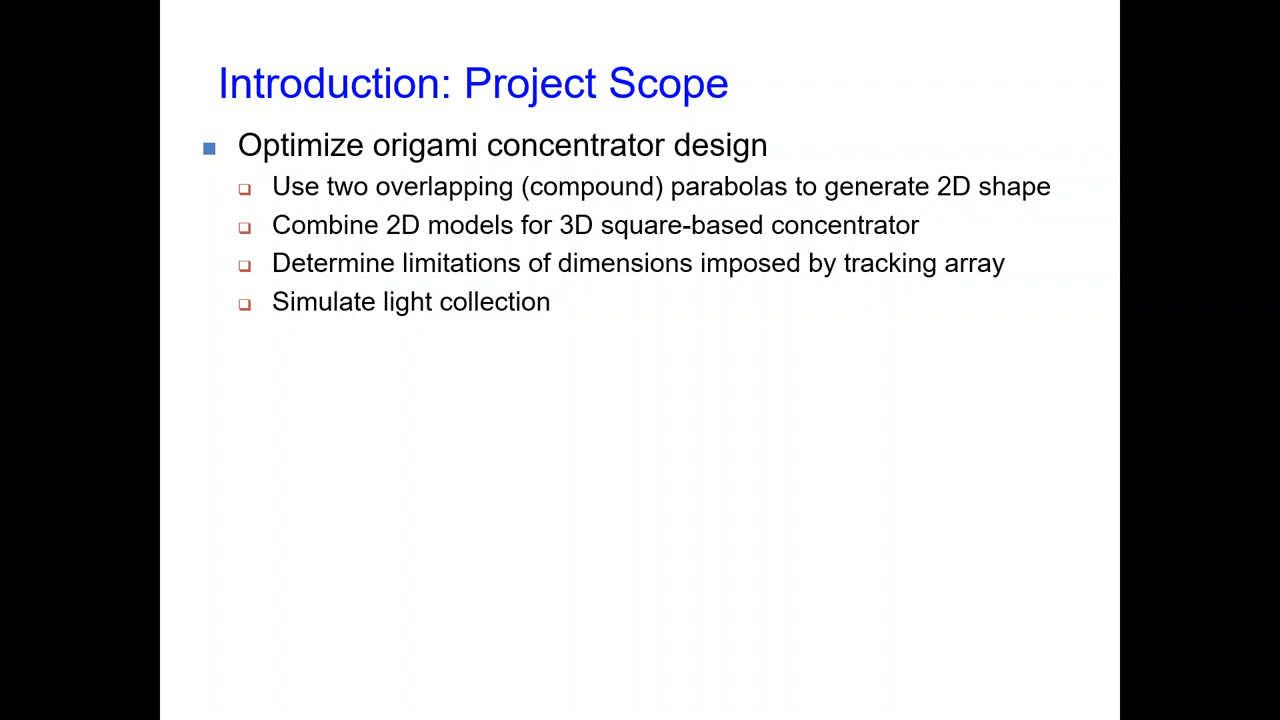 Introduction: Project Scope
Optimize origami concentrator design
Use two overlapping (compound) parabolas to generate 2D shape
Combine 2D models for 3D square-based concentrator
Determine limitations of dimensions imposed by tracking array
Simulate light collection